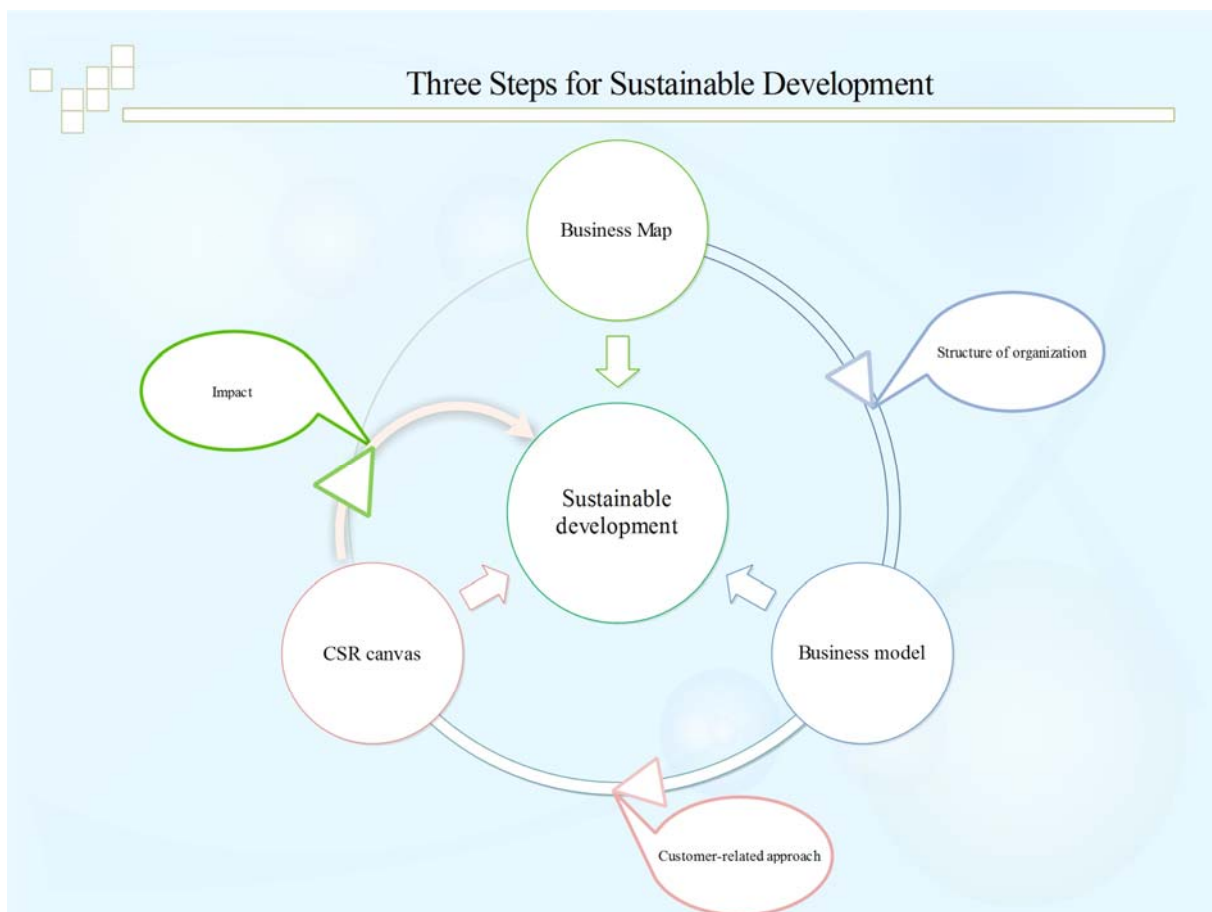 Three Steps for Sustainable Development
Business Map
Structure of organization
Impact
Sustainable
development
CSR canvas
Business model
Customer-related approach